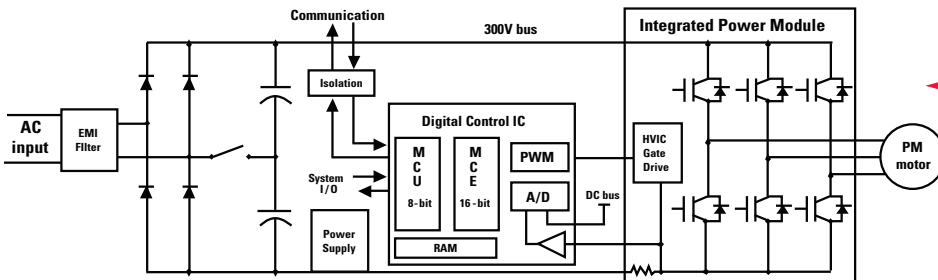 Communication
300V bus
Integrated Power Module
Isolation
AC
input
EMI
Filter
Digital Control IC
M
C
U
8-bit
M
C
E
16-bit
PWM
A/D
RAM
System
I/O
Power
Supply
DC bus
HVIC
Gate
Drive
PM
motor